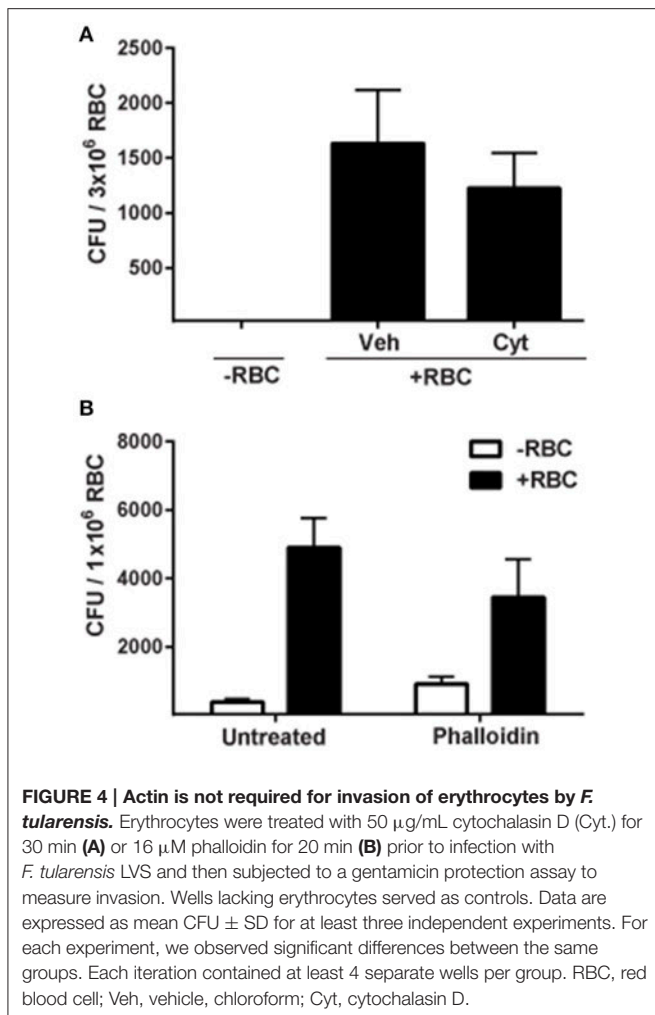 A
CFU / 3x10⁶ RBC
2500
2000
1500
1000
500
Veh
Cyt
-RBC
+RBC
B
CFU / 1x10⁶ RBC
8000
6000
4000
2000
-RBC
+RBC
Untreated
Phalloidin
FIGURE 4 | Actin is not required for invasion of erythrocytes by F.
tularensis. Erythrocytes were treated with 50 μg/mL cytochalasin D (Cyt.) for
30 min (A) or 16 μM phalloidin for 20 min (B) prior to infection with
F. tularensis LVS and then subjected to a gentamicin protection assay to
measure invasion. Wells lacking erythrocytes served as controls. Data are
expressed as mean CFU ± SD for at least three independent experiments. For
each experiment, we observed significant differences between the same
groups. Each iteration contained at least 4 separate wells per group. RBC, red
blood cell; Veh, vehicle, chloroform; Cyt, cytochalasin D.